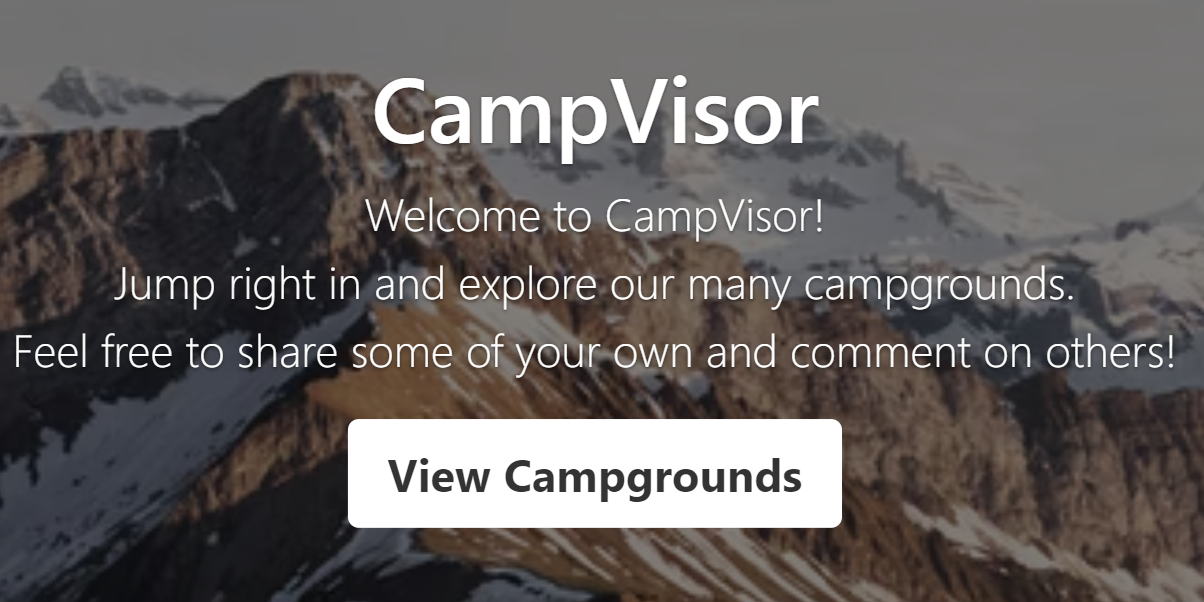 CampVisor
Welcome to CampVisor!
Jump right in and explore our many campgrounds.
Feel free to share some of your own and comment on others!
View Campgrounds